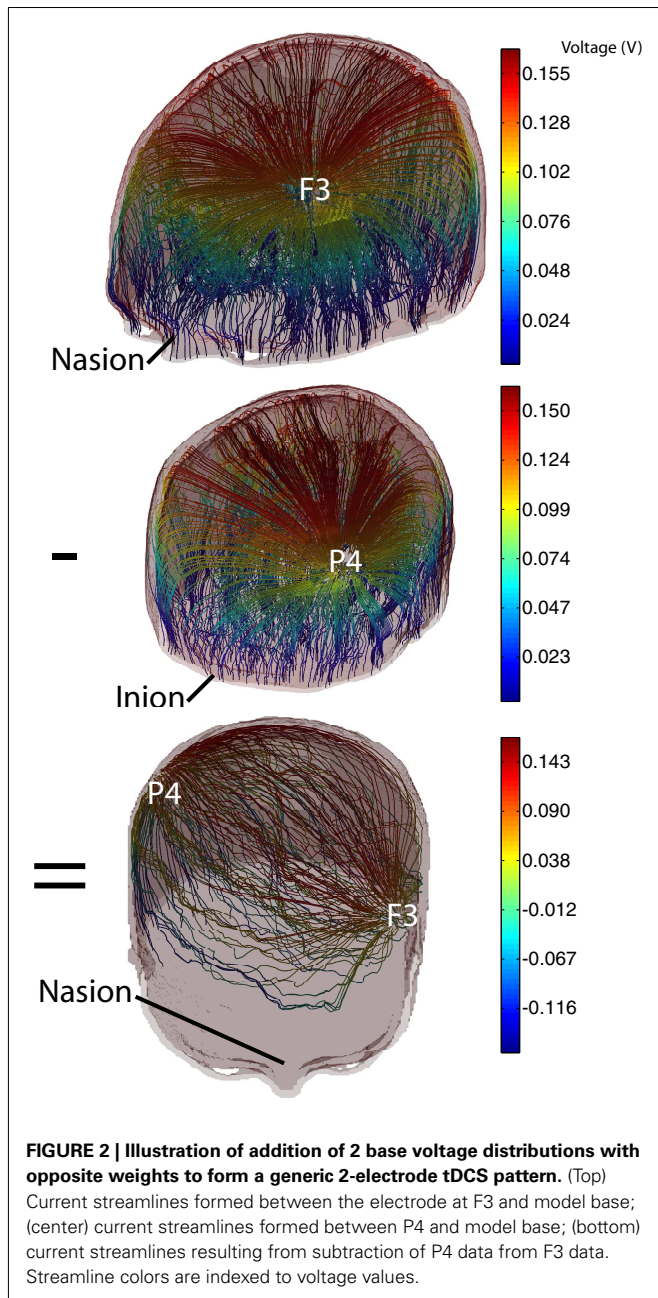 Voltage (V)
0.155
0.128
0.102
0.076
0.048
0.024
F3
Nasion
-
0.150
0.124
0.099
0.074
0.047
0.023
P4
Inion
=
0.143
0.090
0.038
-0.012
-0.067
-0.116
P4
F3
Nasion
FIGURE 2 | Illustration of addition of 2 base voltage distributions with
opposite weights to form a generic 2-electrode tDCS pattern. (Top)
Current streamlines formed between the electrode at F3 and model base;
(center) current streamlines formed between P4 and model base; (bottom)
current streamlines resulting from subtraction of P4 data from F3 data.
Streamline colors are indexed to voltage values.